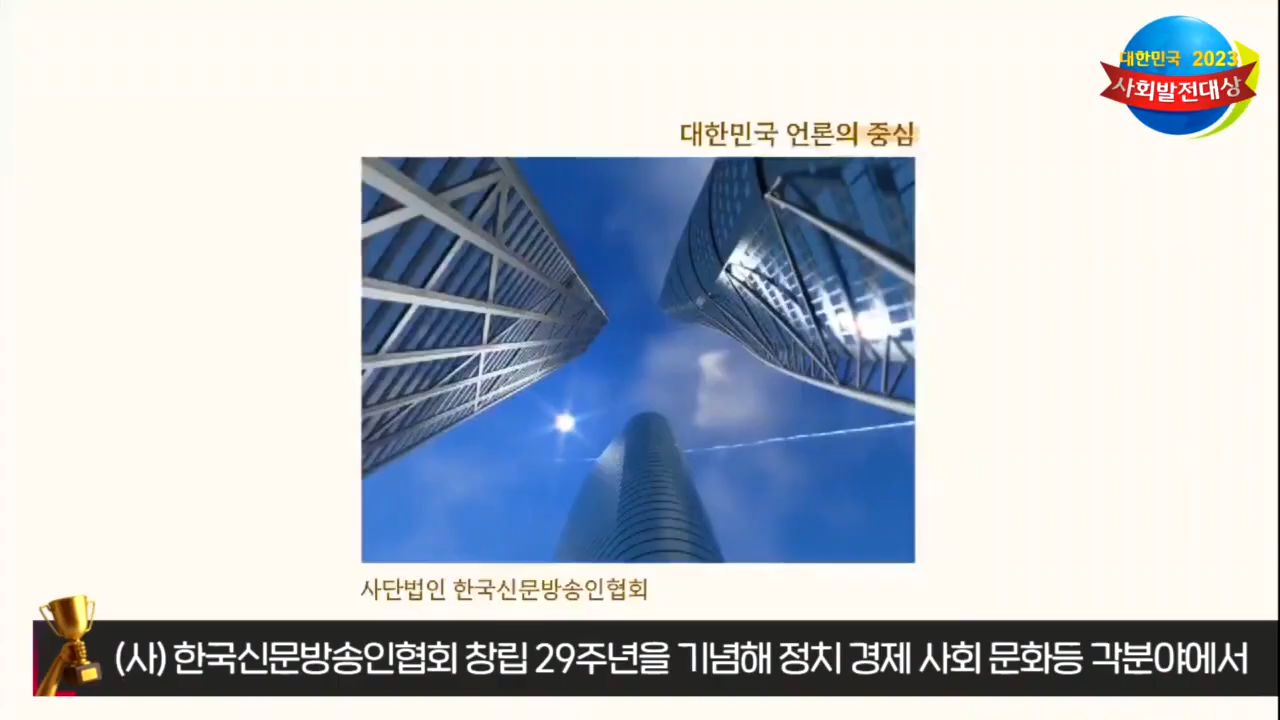 대한민국 2023
사회발전대상
대한민국 언론의 중심
사단법인 한국신문방송인협회
(사) 한국신문방송인협회 창립 29주년을 기념해 정치 경제 사회 문화등 각분야에서